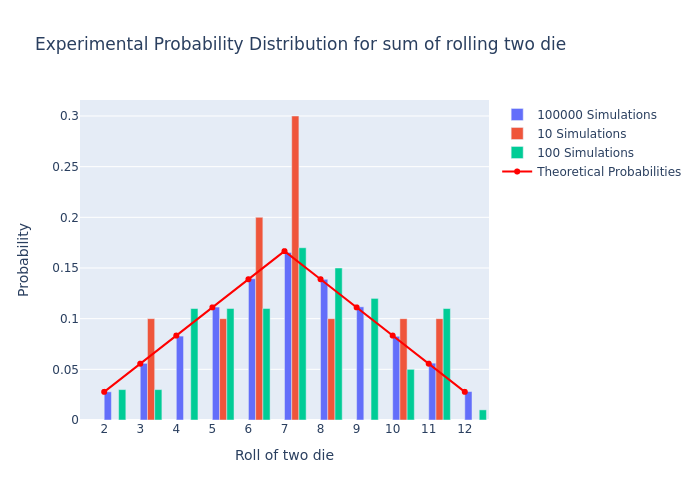 Experimental Probability Distribution for sum of rolling two die
100000 Simulations
10 Simulations
100 Simulations
Theoretical Probabilities
Probability
0.3
0.25
0.2
0.15
0.1
0.05
0
2 3 4 5 6 7 8 9 10 11 12
Roll of two die